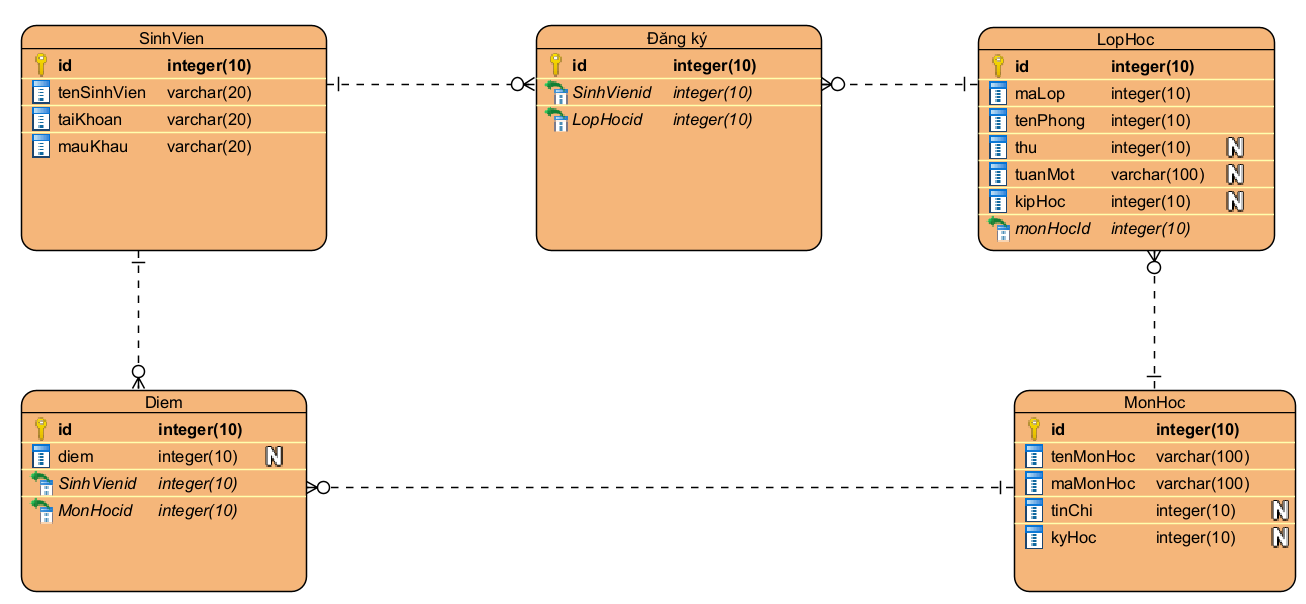 SinhVien
id integer(10)
tenSinhVien varchar(20)
taiKhoan varchar(20)
mauKhau varchar(20)
Đăng ký
id integer(10)
SinhVienid integer(10)
LopHocid integer(10)
LopHoc
id integer(10)
maLop integer(10)
tenPhong integer(10)
thu integer(10) N
tuanMot varchar(100) N
kipHoc integer(10) N
monHocId integer(10)
Diem
id integer(10)
diem integer(10) N
SinhVienid integer(10)
MonHocid integer(10)
MonHoc
id integer(10)
tenMonHoc varchar(100)
maMonHoc varchar(100)
tinChi integer(10) N
kyHoc integer(10) N